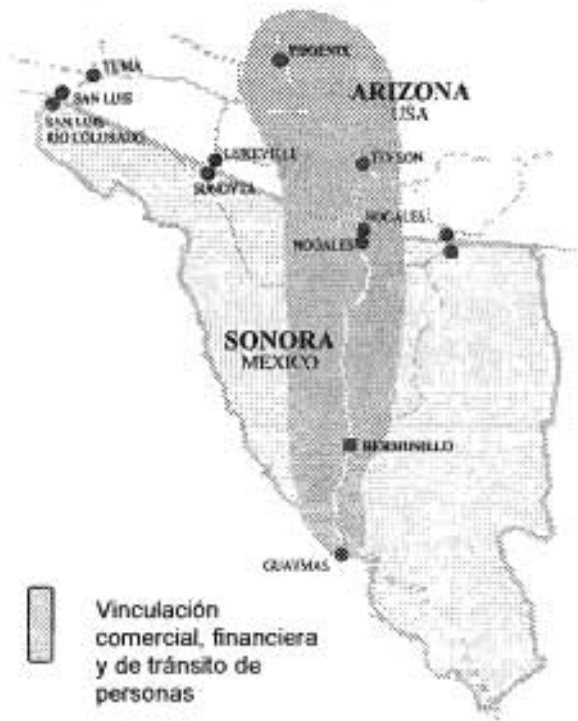 PHOENIX
YUMA
ARIZONA
USA
SAN LUIS
SAN LUIS
RÍO COLORADO
LUKEVILLE
TUCSON
SONOYTA
NOGALES
NOGALES
SONORA
MEXICO
HERMOSILLO
GUAYMAS
Vinculación
comercial, financiera
y de tránsito de
personas